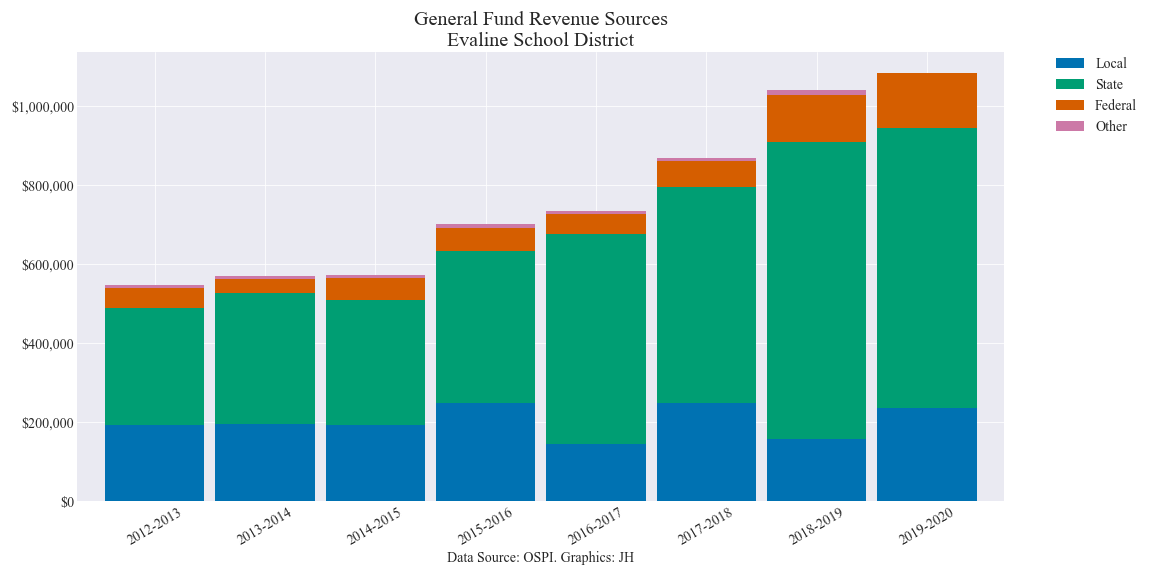 General Fund Revenue Sources
Evaline School District
Local
State
Federal
Other
$1,000,000
$800,000
$600,000
$400,000
$200,000
$0
2012-2013
2013-2014
2014-2015
2015-2016
2016-2017
2017-2018
2018-2019
2019-2020
Data Source: OSPI. Graphics: JH